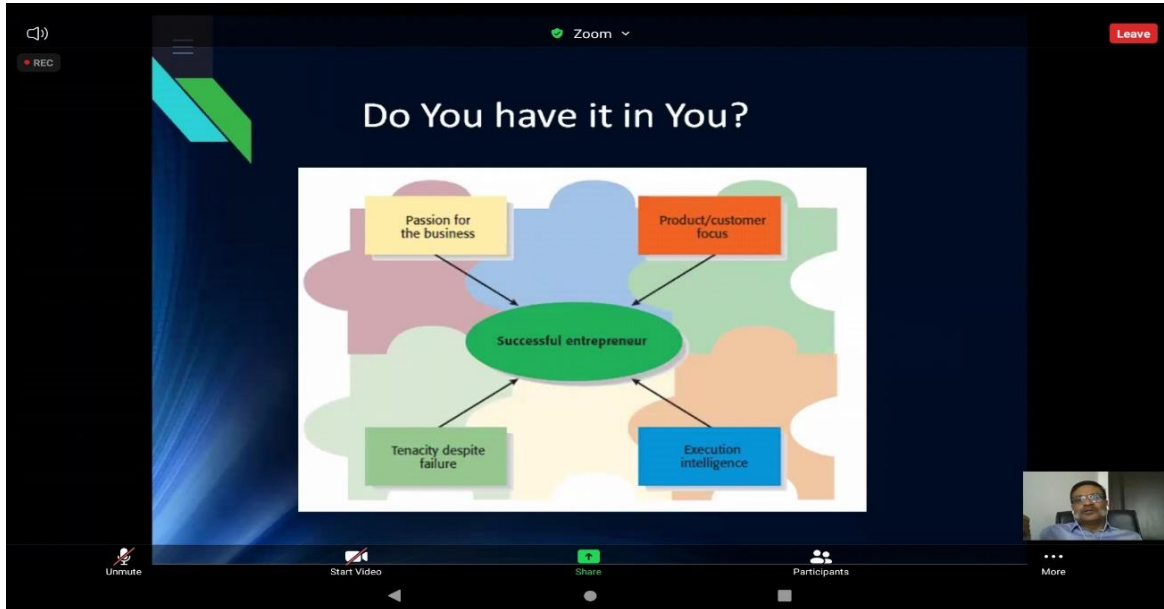 Zoom
Leave
REC
Do You have it in You?
Passion for
the business
Product/customer
focus
Successful entrepreneur
Tenacity despite
failure
Execution
intelligence
Unmute
Start Video
Share
Participants
More